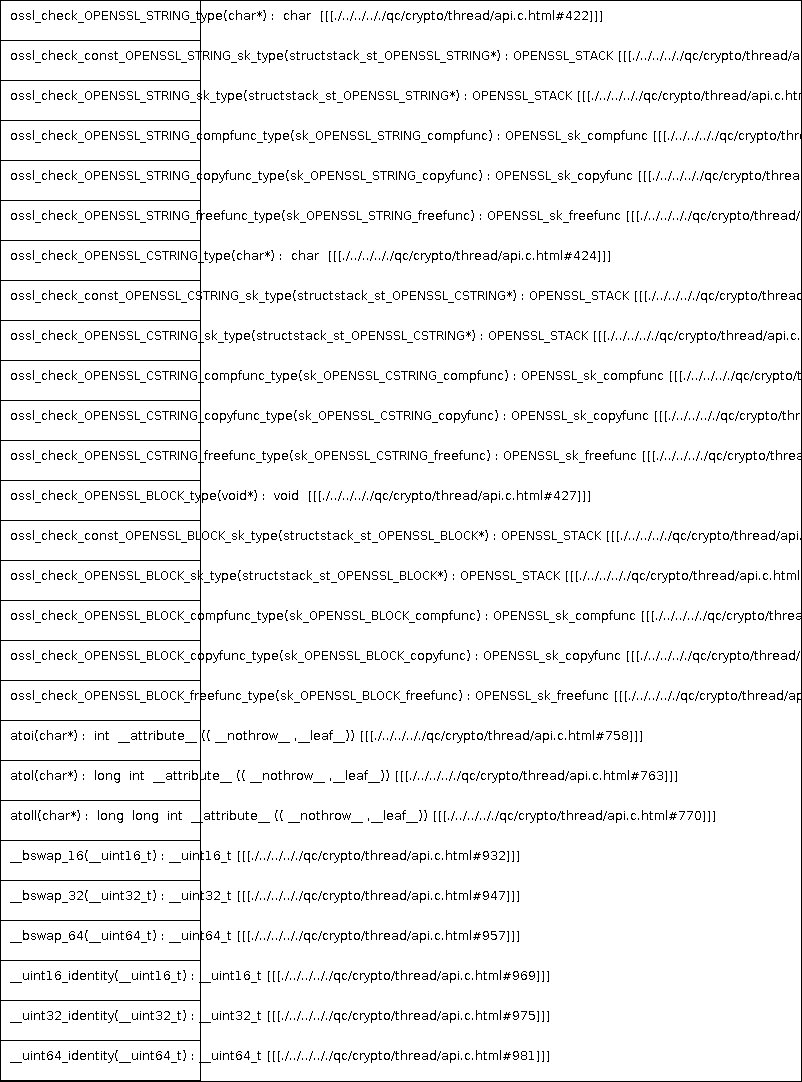 ossl_check_OPENSSL_STRING_type(char*) : char [[[./../../../qc/crypto/thread/api.c.html#422]]]
ossl_check_const_OPENSSL_STRING_sk_type(structstack_st_OPENSSL_STRING*) : OPENSSL_STACK [[[./../../../qc/crypto/thread/a
ossl_check_OPENSSL_STRING_sk_type(structstack_st_OPENSSL_STRING*) : OPENSSL_STACK [[[./../../../qc/crypto/thread/api.c.htm
ossl_check_OPENSSL_STRING_compfunc_type(sk_OPENSSL_STRING_compfunc) : OPENSSL_sk_compfunc [[[./../../../qc/crypto/thre
ossl_check_OPENSSL_STRING_copyfunc_type(sk_OPENSSL_STRING_copyfunc) : OPENSSL_sk_copyfunc [[[./../../../qc/crypto/threa
ossl_check_OPENSSL_STRING_freefunc_type(sk_OPENSSL_STRING_freefunc) : OPENSSL_sk_freefunc [[[./../../../qc/crypto/thread/
ossl_check_OPENSSL_CSTRING_type(char*) : char [[[./../../../qc/crypto/thread/api.c.html#424]]]
ossl_check_const_OPENSSL_CSTRING_sk_type(structstack_st_OPENSSL_CSTRING*) : OPENSSL_STACK [[[./../../../qc/crypto/thread
ossl_check_OPENSSL_CSTRING_sk_type(structstack_st_OPENSSL_CSTRING*) : OPENSSL_STACK [[[./../../../qc/crypto/thread/api.c.
ossl_check_OPENSSL_CSTRING_compfunc_type(sk_OPENSSL_CSTRING_compfunc) : OPENSSL_sk_compfunc [[[./../../../qc/crypto/t
ossl_check_OPENSSL_CSTRING_copyfunc_type(sk_OPENSSL_CSTRING_copyfunc) : OPENSSL_sk_copyfunc [[[./../../../qc/crypto/thr
ossl_check_OPENSSL_CSTRING_freefunc_type(sk_OPENSSL_CSTRING_freefunc) : OPENSSL_sk_freefunc [[[./../../../qc/crypto/threa
ossl_check_OPENSSL_BLOCK_type(void*) : void [[[./../../../qc/crypto/thread/api.c.html#427]]]
ossl_check_const_OPENSSL_BLOCK_sk_type(structstack_st_OPENSSL_BLOCK*) : OPENSSL_STACK [[[./../../../qc/crypto/thread/api.
ossl_check_OPENSSL_BLOCK_sk_type(structstack_st_OPENSSL_BLOCK*) : OPENSSL_STACK [[[./../../../qc/crypto/thread/api.c.html
ossl_check_OPENSSL_BLOCK_compfunc_type(sk_OPENSSL_BLOCK_compfunc) : OPENSSL_sk_compfunc [[[./../../../qc/crypto/threa
ossl_check_OPENSSL_BLOCK_copyfunc_type(sk_OPENSSL_BLOCK_copyfunc) : OPENSSL_sk_copyfunc [[[./../../../qc/crypto/thread/
ossl_check_OPENSSL_BLOCK_freefunc_type(sk_OPENSSL_BLOCK_freefunc) : OPENSSL_sk_freefunc [[[./../../../qc/crypto/thread/ap
atoi(char*) : int __attribute__ (( __nothrow__ ,__leaf__)) [[[./../../../qc/crypto/thread/api.c.html#758]]]
atol(char*) : long int __attribute__ (( __nothrow__ ,__leaf__)) [[[./../../../qc/crypto/thread/api.c.html#763]]]
atoll(char*) : long long int __attribute__ (( __nothrow__ ,__leaf__)) [[[./../../../qc/crypto/thread/api.c.html#770]]]
__bswap_16(__uint16_t) : __uint16_t [[[./../../../qc/crypto/thread/api.c.html#932]]]
__bswap_32(__uint32_t) : __uint32_t [[[./../../../qc/crypto/thread/api.c.html#947]]]
__bswap_64(__uint64_t) : __uint64_t [[[./../../../qc/crypto/thread/api.c.html#957]]]
__uint16_identity(__uint16_t) : __uint16_t [[[./../../../qc/crypto/thread/api.c.html#969]]]
__uint32_identity(__uint32_t) : __uint32_t [[[./../../../qc/crypto/thread/api.c.html#975]]]
__uint64_identity(__uint64_t) : __uint64_t [[[./../../../qc/crypto/thread/api.c.html#981]]]